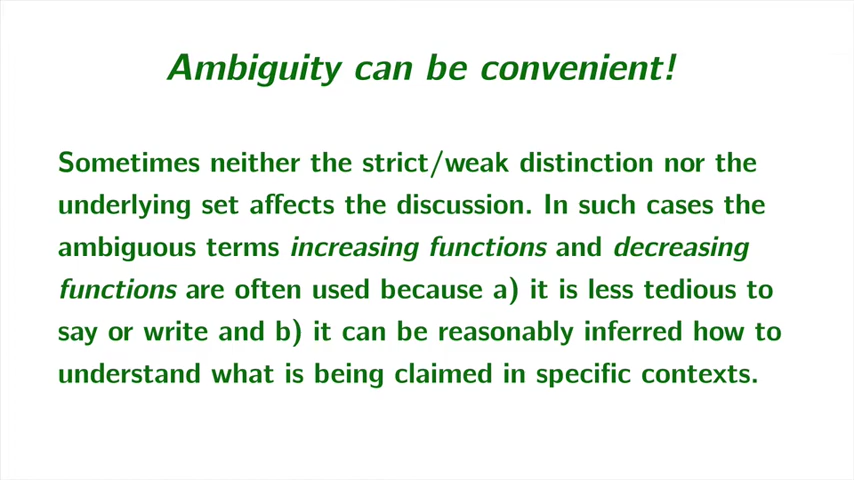 Ambiguity can be convenient!
Sometimes neither the strict/weak distinction nor the
underlying set affects the discussion. In such cases the
ambiguous terms increasing functions and decreasing
functions are often used because a) it is less tedious to
say or write and b) it can be reasonably inferred how to
understand what is being claimed in specific contexts.